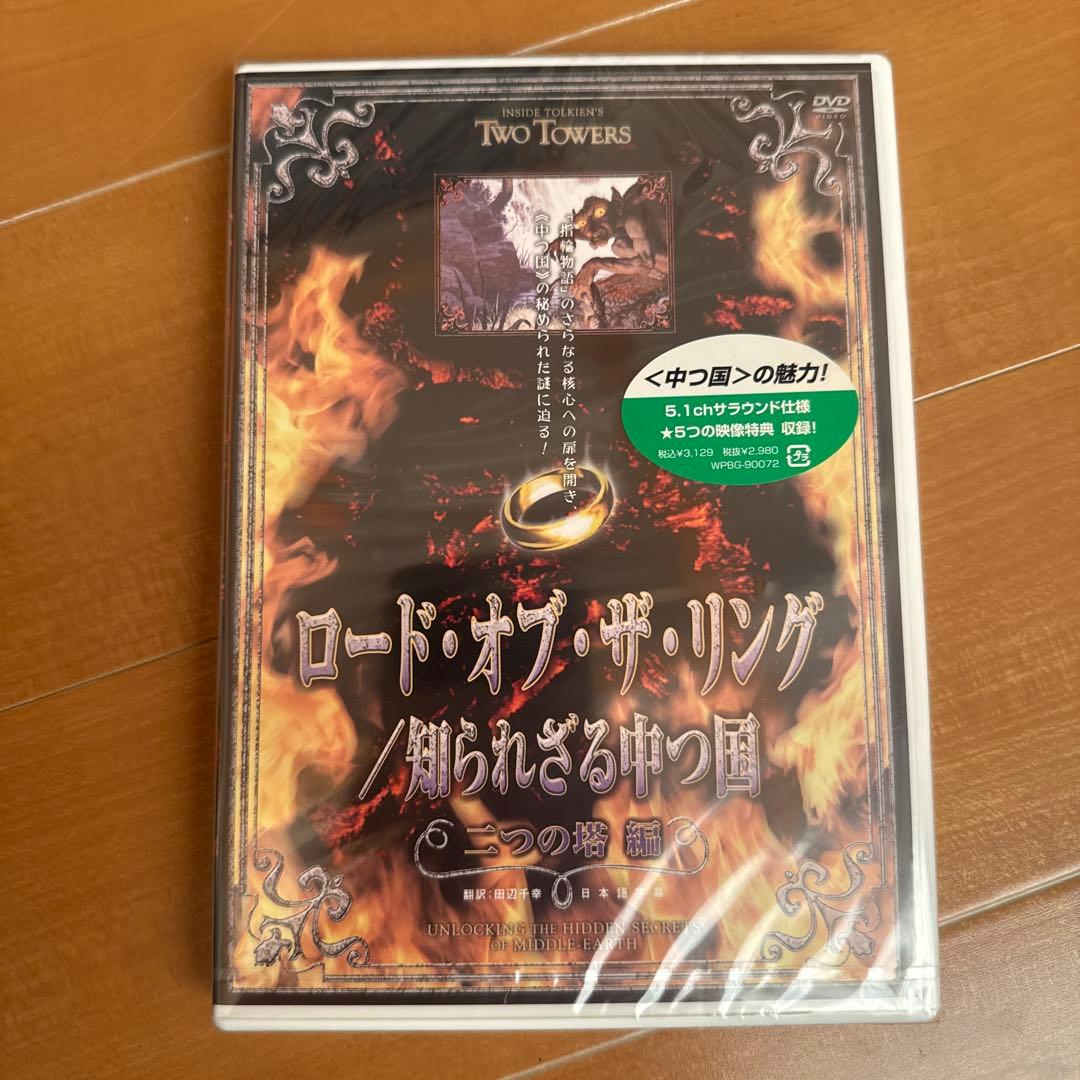 INSIDE TOLKIEN'S
TWO TOWERS
DVD
VIDEO
『指輪物語』のさらなる核心への扉を開き、
《中つ国》の秘められた謎に迫る!
<中つ国>の魅力!
5.1chサラウンド仕様
★5つの映像特典 収録!
税込¥3,129 税抜¥2,980
WPBG-90072
ロード・オブ・ザ・リング
/知られざる中つ国
二つの塔 編
翻訳:田辺千幸 日本語字幕
UNLOCKING THE HIDDEN SECRETS
OF MIDDLE-EARTH